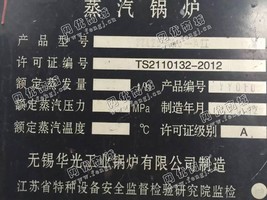 蒸汽锅炉
产品型号
许可证编号 TS2110132-2012
额定蒸发量 产品编号
额定蒸汽压力 MPa 制造年月
额定蒸汽温度 ℃ 许可证级别 A
无锡华光工业锅炉有限公司制造
江苏省特种设备安全监督检验研究院监检